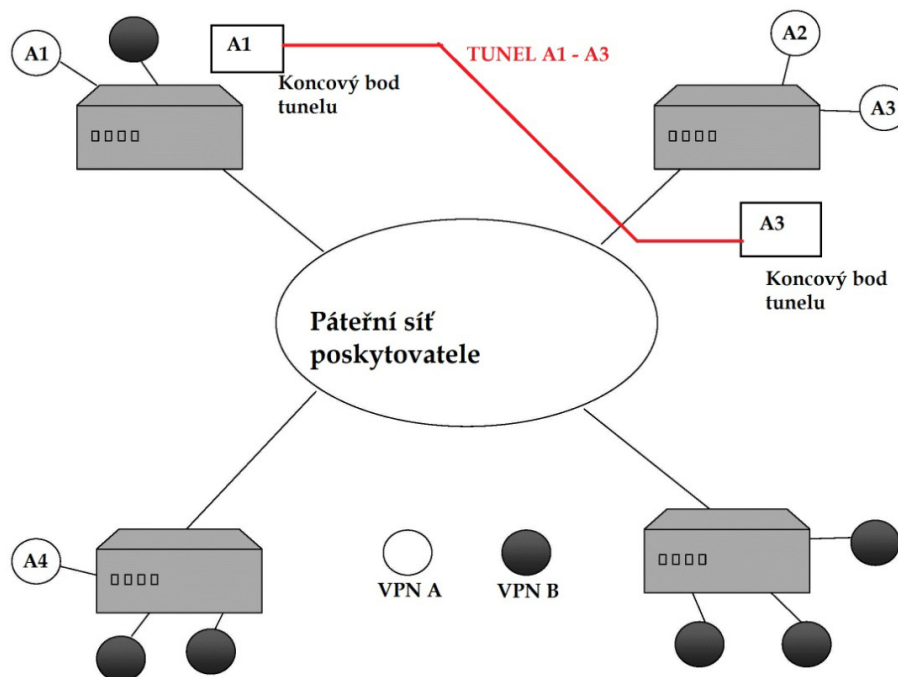 A1
A1
Koncový bod
tunelu
TUNEL A1 - A3
A2
A3
A3
Koncový bod
tunelu
Páteřní síť
poskytovatele
A4
VPN A
VPN B